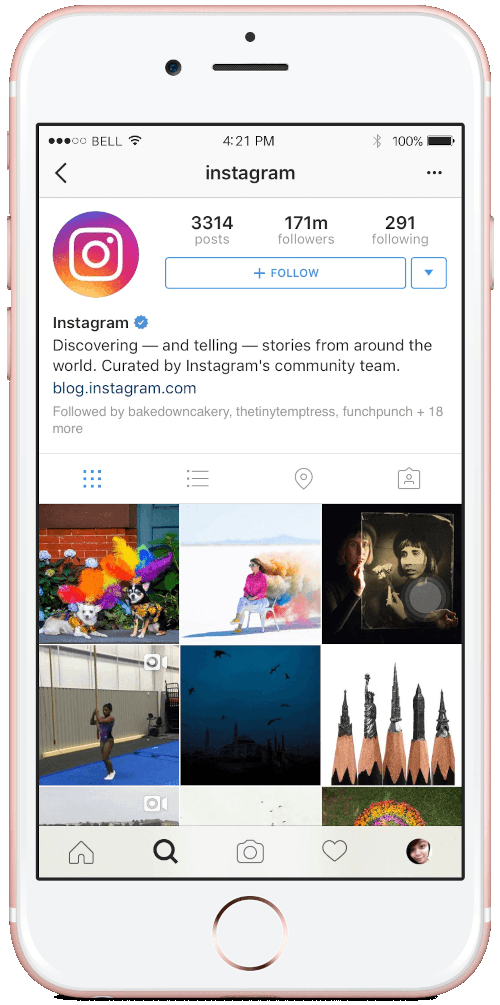 BELL 4:21 PM 100%
instagram
3314 171m 291
posts followers following
+ FOLLOW
Instagram
Discovering — and telling — stories from around the
world. Curated by Instagram's community team.
blog.instagram.com
Followed by bakedowncakery, thetinytemptress, funchpunch + 18
more